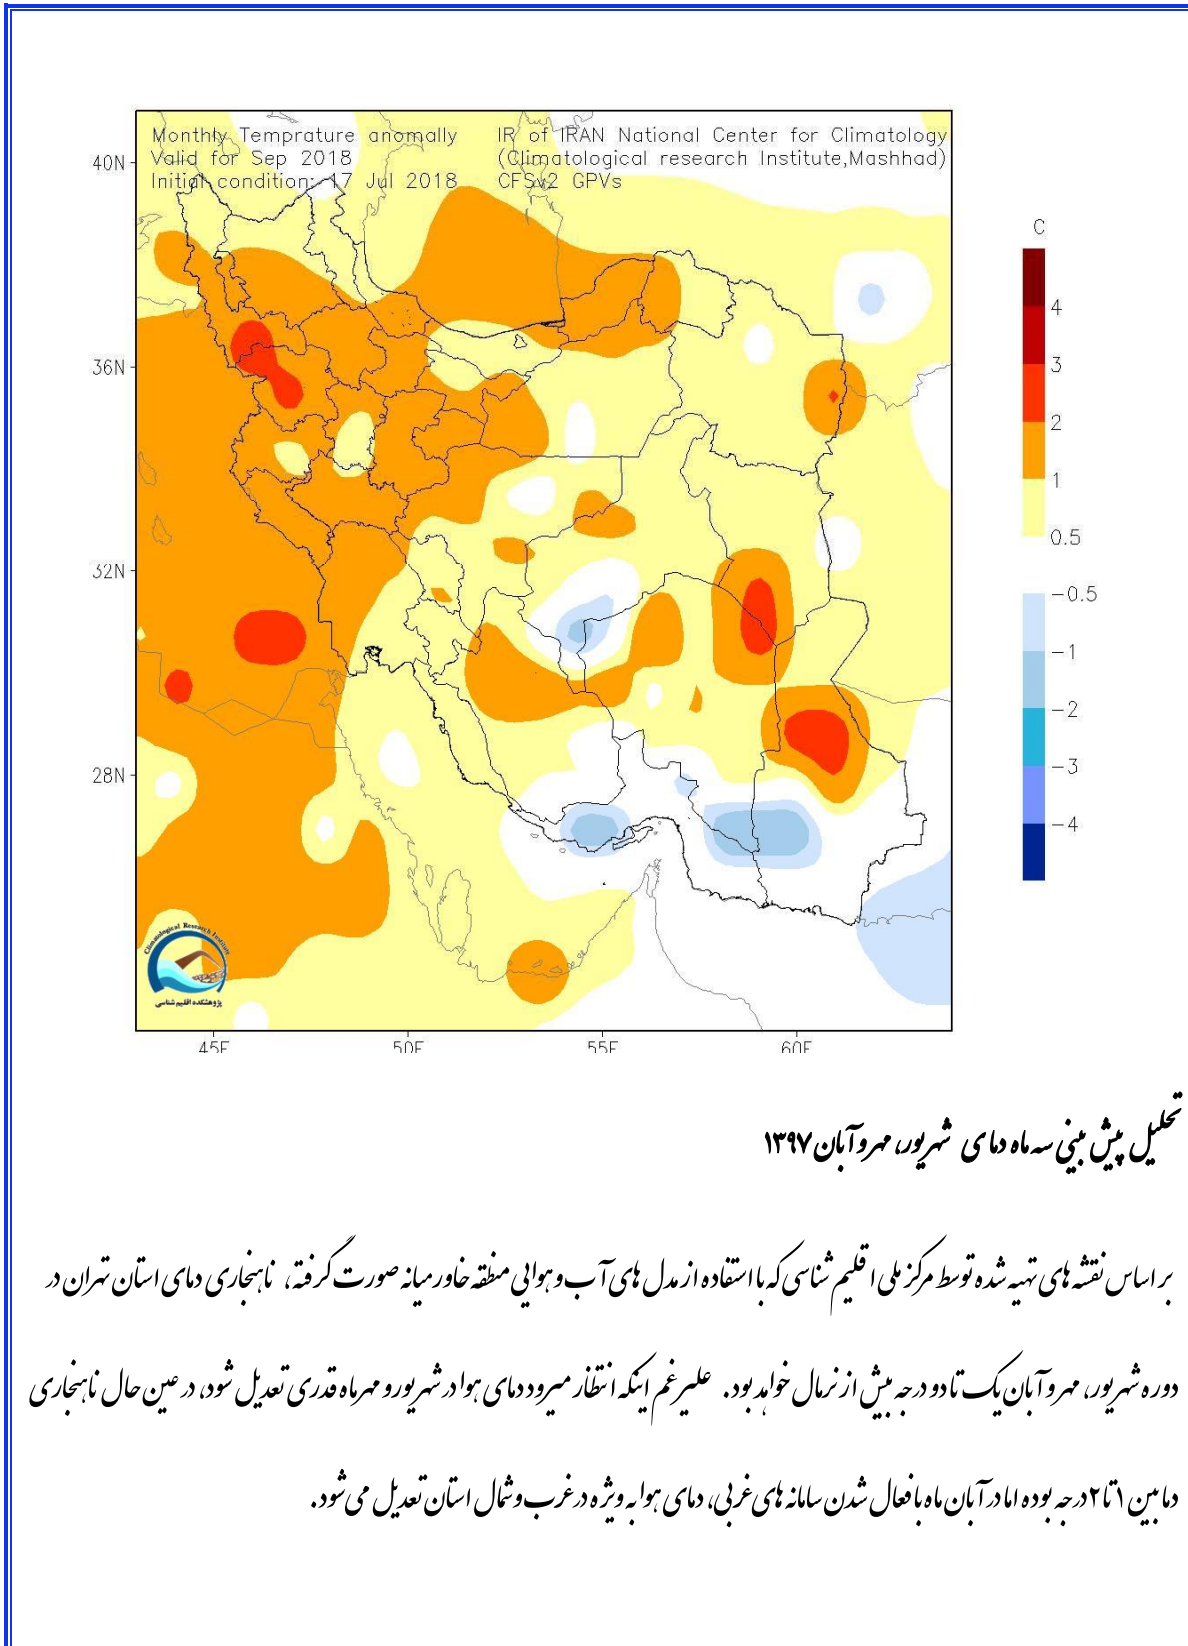 Monthly Temprature anomally IR of IRAN National Center for Climatology
Valid for Sep 2018 (Climatological research Institute,Mashhad)
Initial condition: 17 Jul 2018 CFSv2 GPVs
40N
36N
32N
28N
45E 50E 55E 60E
C
4
3
2
1
0.5
-0.5
-1
-2
-3
-4
Climatological Research Institute
پژوهشکده اقلیم شناسی
تحلیل پیش بینی سه ماه دمای شهریور، مهر و آبان ۱۳۹۷
بر اساس نقشه های تهیه شده توسط مرکز ملی اقلیم شناسی که با استفاده از مدل های آب و هوایی منطقه خاورمیانه صورت گرفته، ناهنجاری دمای استان تهران در
دوره شهریور، مهر و آبان یک تا دو درجه بیش از نرمال خواهد بود. علیرغم اینکه انتظار میرود دمای هوا در شهریور و مهرماه قدری تعدیل شود، در عین حال ناهنجاری
دما بین ۱ تا ۲ درجه بوده اما در آبان ماه با فعال شدن سامانه های غربی، دمای هوا به ویژه در غرب و شمال استان تعدیل می شود.